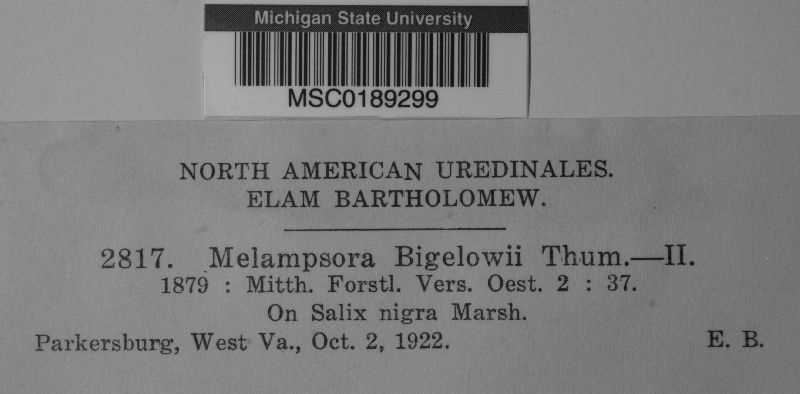 Michigan State University
MSC0189299
NORTH AMERICAN UREDINALES.
ELAM BARTHOLOMEW.
2817. Melampsora Bigelowii Thum.—II.
1879 : Mitth. Forstl. Vers. Oest. 2 : 37.
On Salix nigra Marsh.
Parkersburg, West Va., Oct. 2, 1922. E. B.